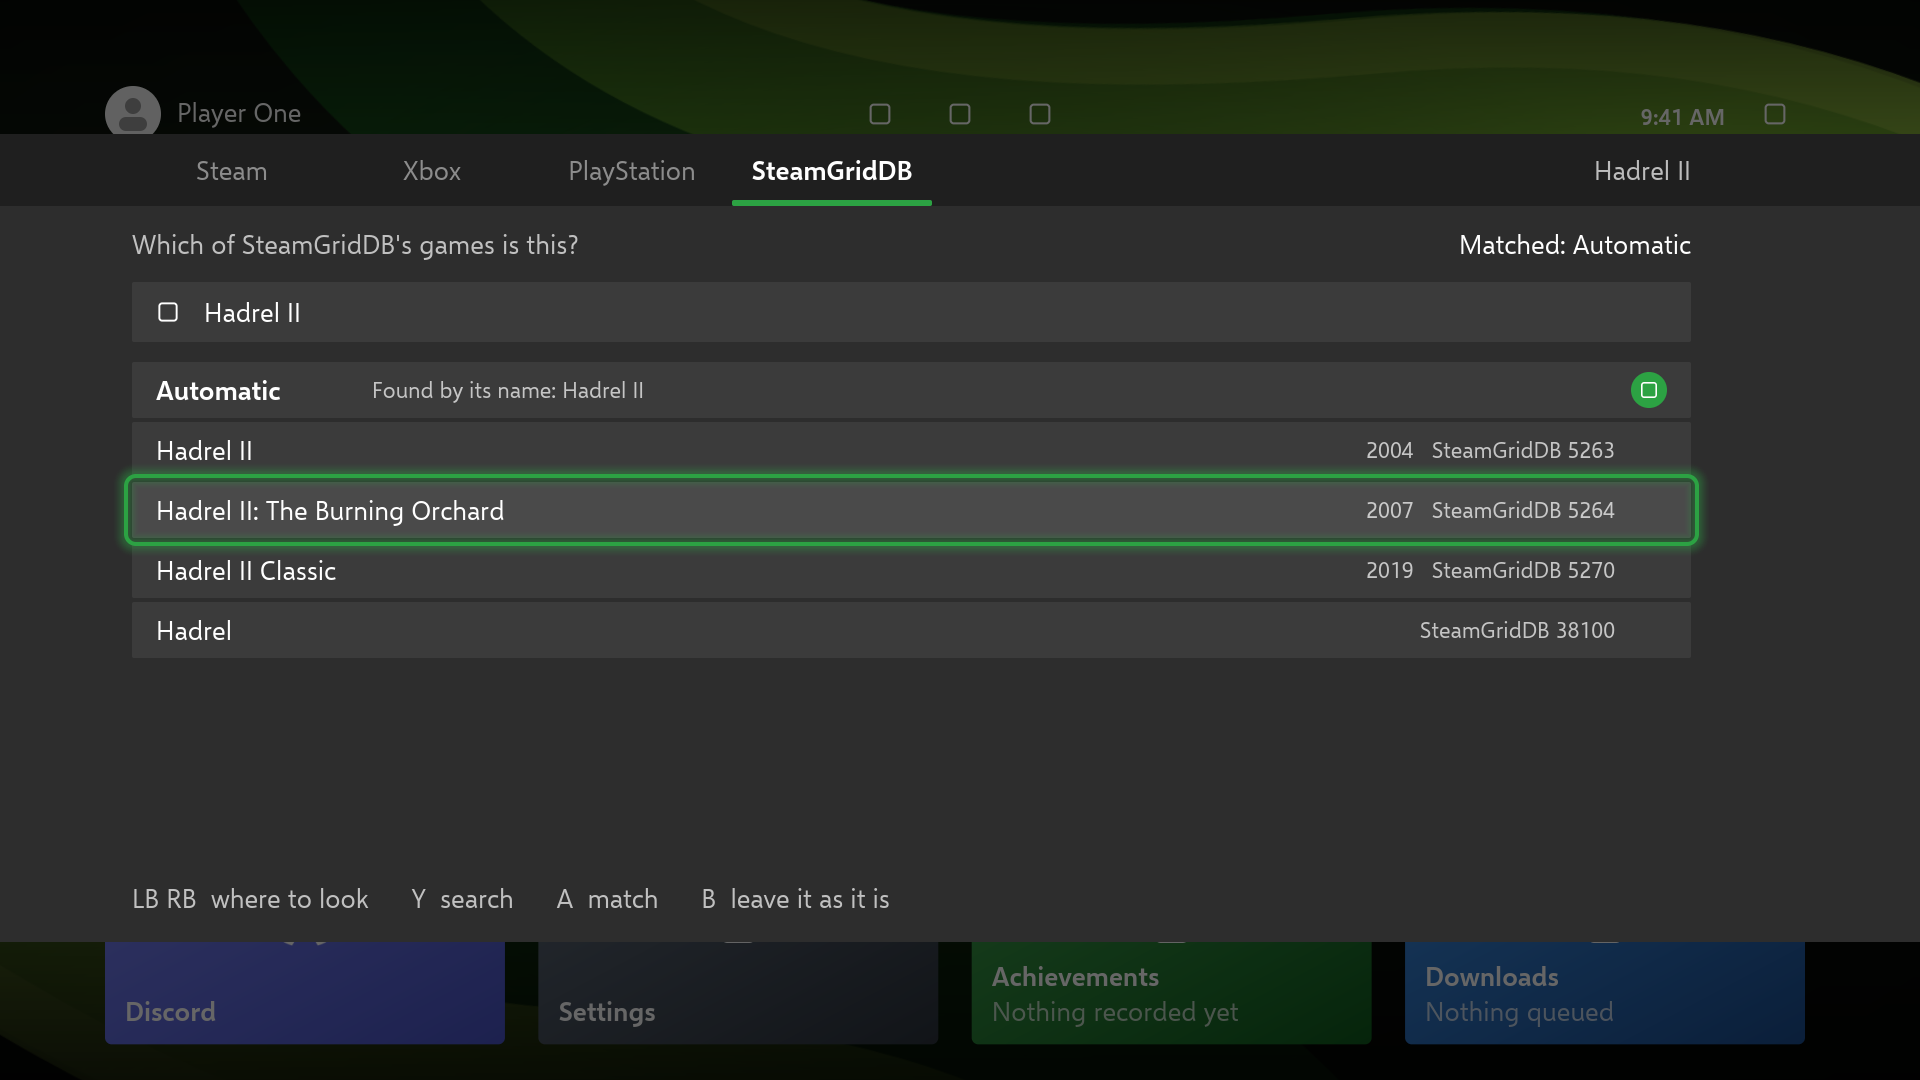 Player One
9:41 AM
Steam Xbox PlayStation SteamGridDB Hadrel II
Which of SteamGridDB's games is this? Matched: Automatic
Hadrel II
Automatic Found by its name: Hadrel II
Hadrel II 2004 SteamGridDB 5263
Hadrel II: The Burning Orchard 2007 SteamGridDB 5264
Hadrel II Classic 2019 SteamGridDB 5270
Hadrel SteamGridDB 38100
LB RB where to look Y search A match B leave it as it is
Discord
Settings
Achievements
Nothing recorded yet
Downloads
Nothing queued